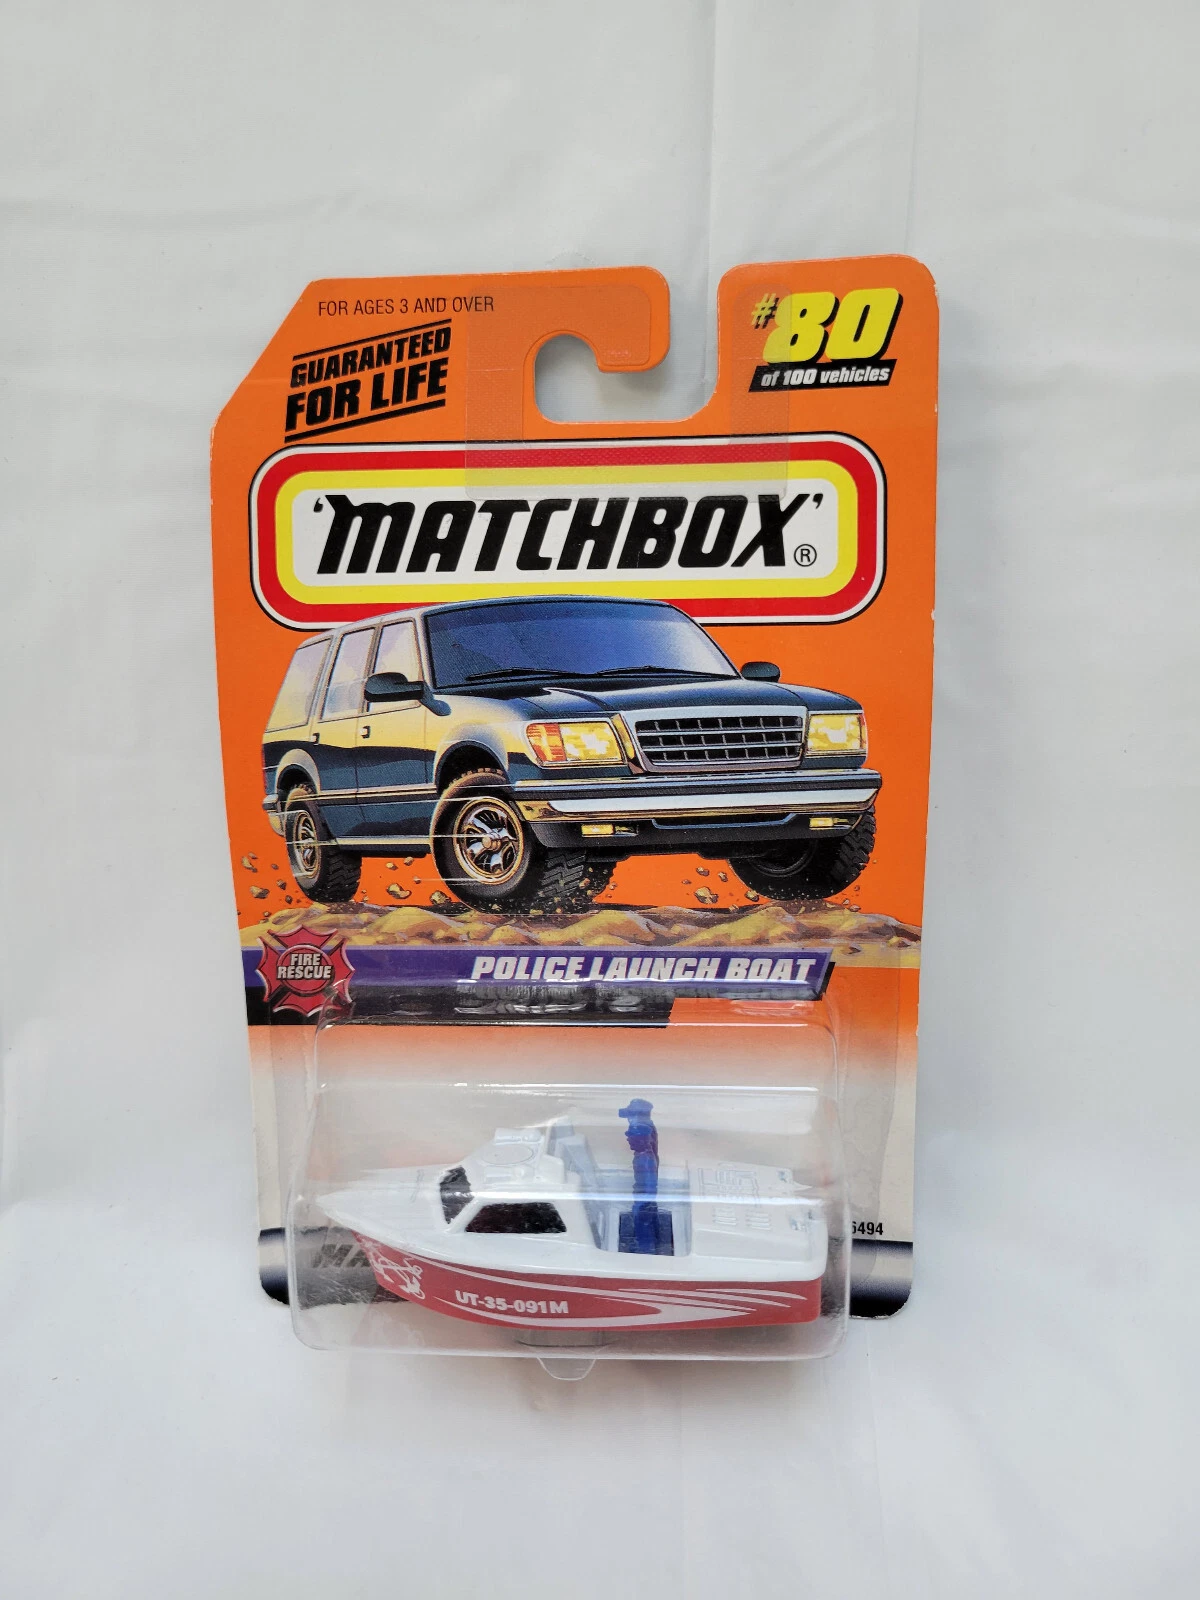 FOR AGES 3 AND OVER
GUARANTEED
FOR LIFE
#80
of 100 vehicles
'MATCHBOX'®
FIRE
RESCUE
POLICE LAUNCH BOAT
UT-35-091M